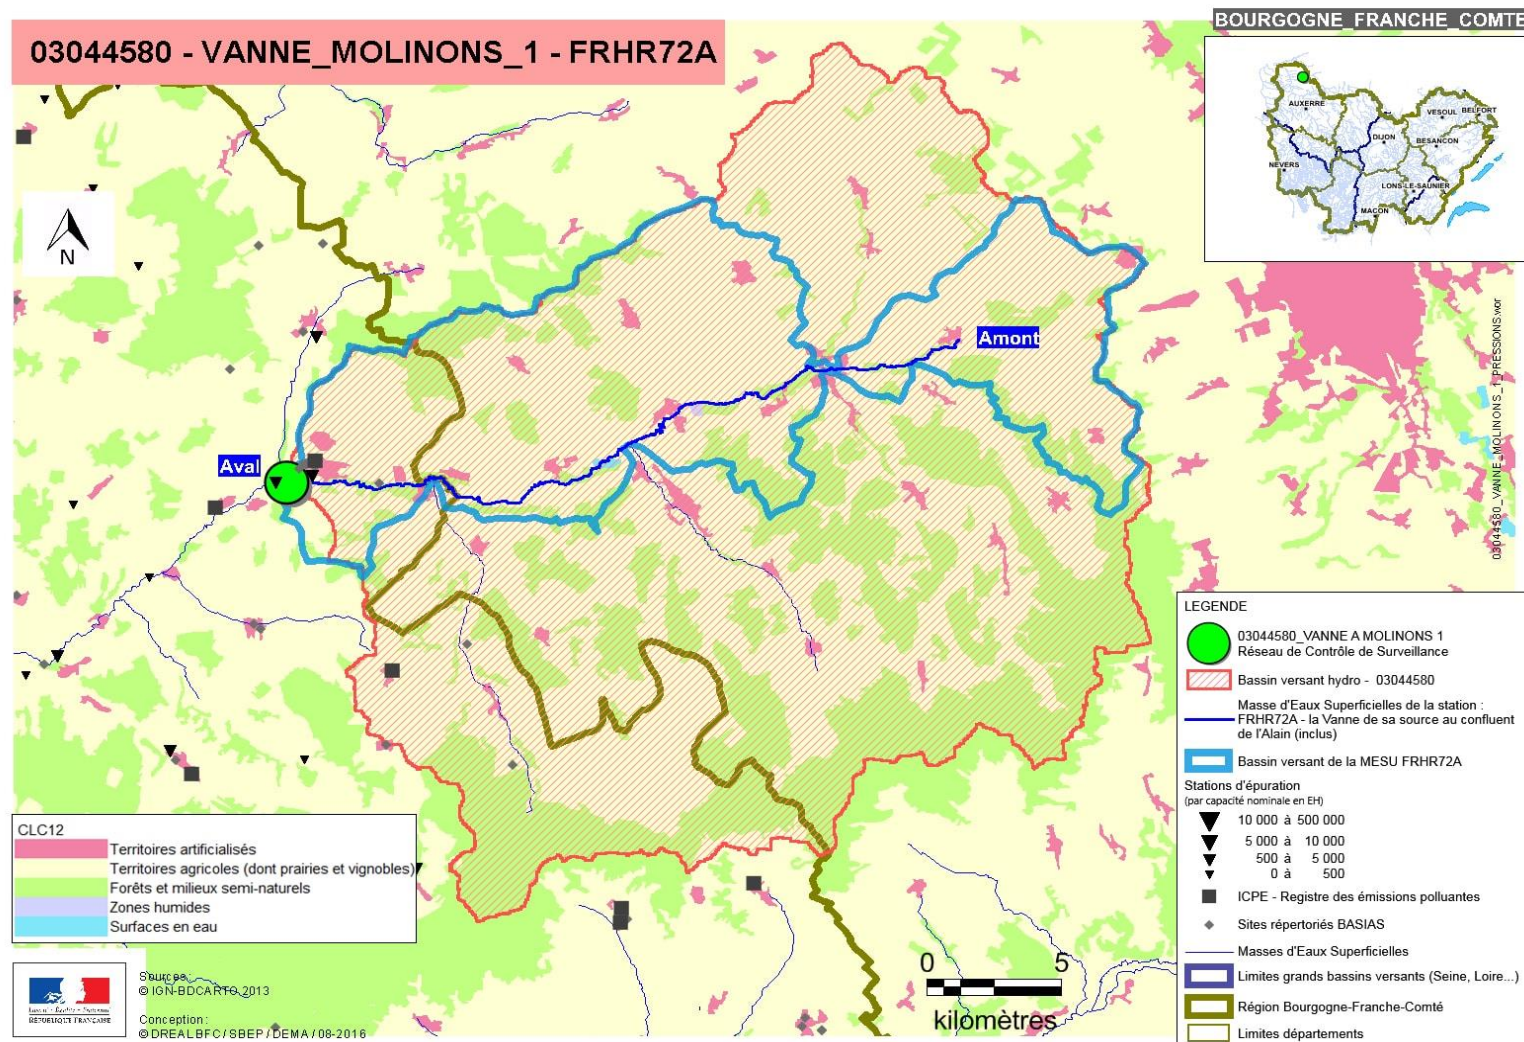 BOURGOGNE_FRANCHE_COMTE
03044580 - VANNE_MOLINONS_1 - FRHR72A
N
AUXERRE
VESOUL
BELFORT
DIJON
BESANCON
NEVERS
LONS-LE-SAUNIER
MACON
Amont
Aval
03044580_VANNE_MOLINONS_1_PRESSIONS.wor
LEGENDE
03044580_VANNE A MOLINONS 1
Réseau de Contrôle de Surveillance
Bassin versant hydro - 03044580
Masse d'Eaux Superficielles de la station :
FRHR72A - la Vanne de sa source au confluent
de l'Alain (inclus)
Bassin versant de la MESU FRHR72A
Stations d'épuration
(par capacité nominale en EH)
10 000 à 500 000
5 000 à 10 000
500 à 5 000
0 à 500
ICPE - Registre des émissions polluantes
Sites répertoriés BASIAS
Masses d'Eaux Superficielles
Limites grands bassins versants (Seine, Loire...)
Région Bourgogne-Franche-Comté
Limites départements
CLC12
Territoires artificialisés
Territoires agricoles (dont prairies et vignobles)
Forêts et milieux semi-naturels
Zones humides
Surfaces en eau
0 5
kilomètres
Liberté • Égalité • Fraternité
RÉPUBLIQUE FRANÇAISE
Sources :
© IGN-BDCARTO 2013
Conception :
© DREAL BFC / SBEP / DEMA / 08-2016